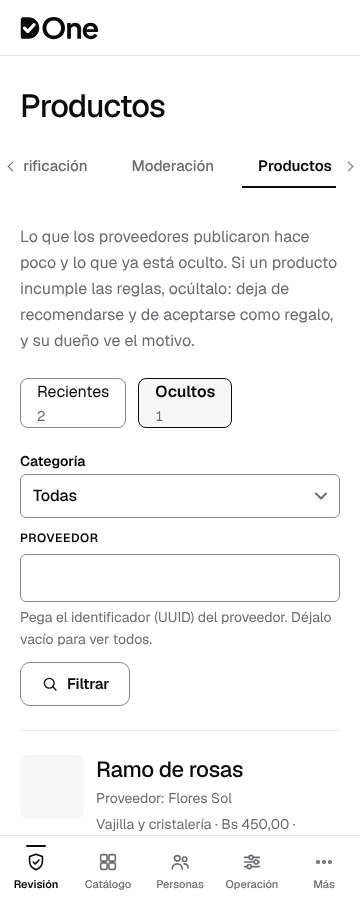 One
Productos
rificación Moderación Productos
Lo que los proveedores publicaron hace
poco y lo que ya está oculto. Si un producto
incumple las reglas, ocúltalo: deja de
recomendarse y de aceptarse como regalo,
y su dueño ve el motivo.
Recientes
2
Ocultos
1
Categoría
Todas
PROVEEDOR
Pega el identificador (UUID) del proveedor. Déjalo
vacío para ver todos.
Filtrar
Ramo de rosas
Proveedor: Flores Sol
Vajilla y cristalería · Bs 450,00 ·
Revisión Catálogo Personas Operación Más